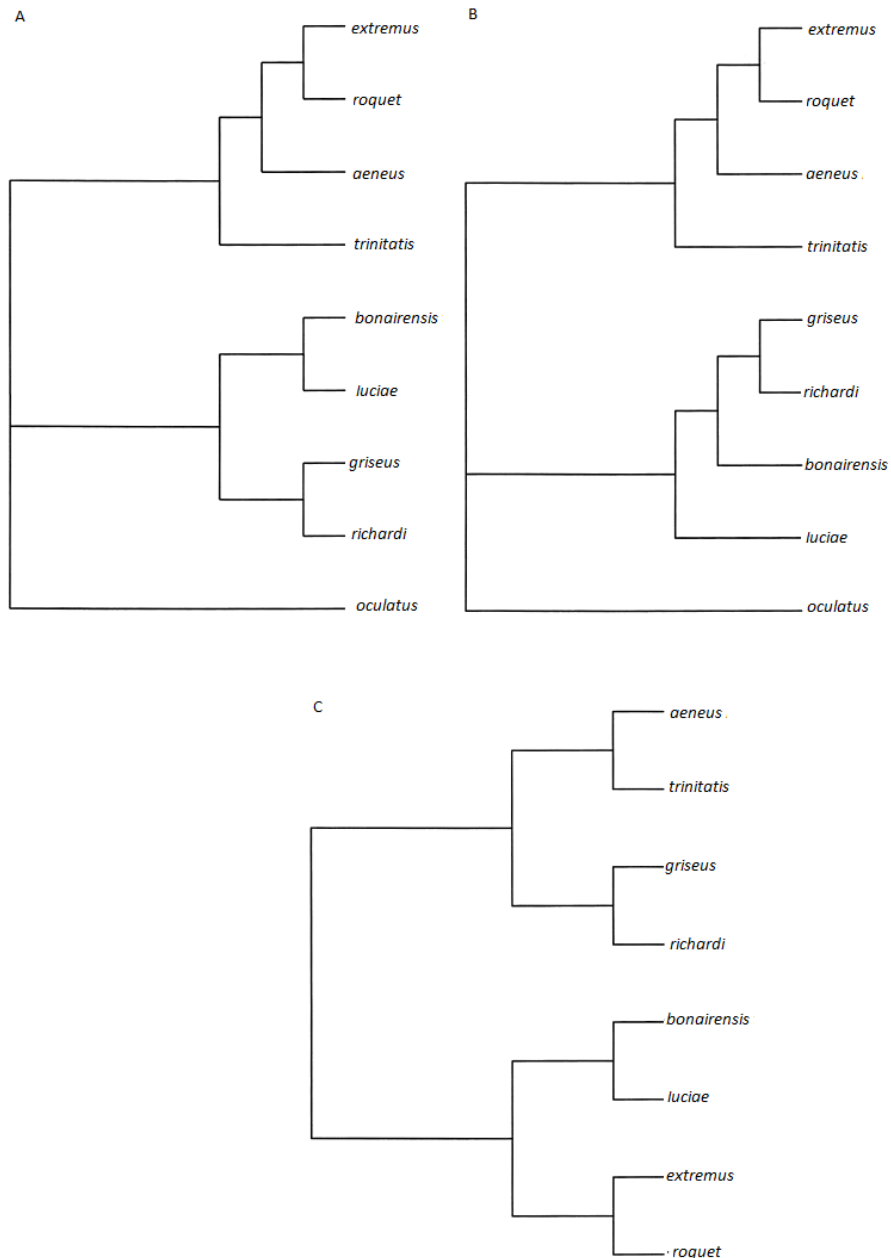 A
extremus
roquet
aeneus
trinitatis
bonairensis
luciae
griseus
richardi
oculatus
B
extremus
roquet
aeneus
trinitatis
griseus
richardi
bonairensis
luciae
oculatus
C
aeneus
trinitatis
griseus
richardi
bonairensis
luciae
extremus
roquet